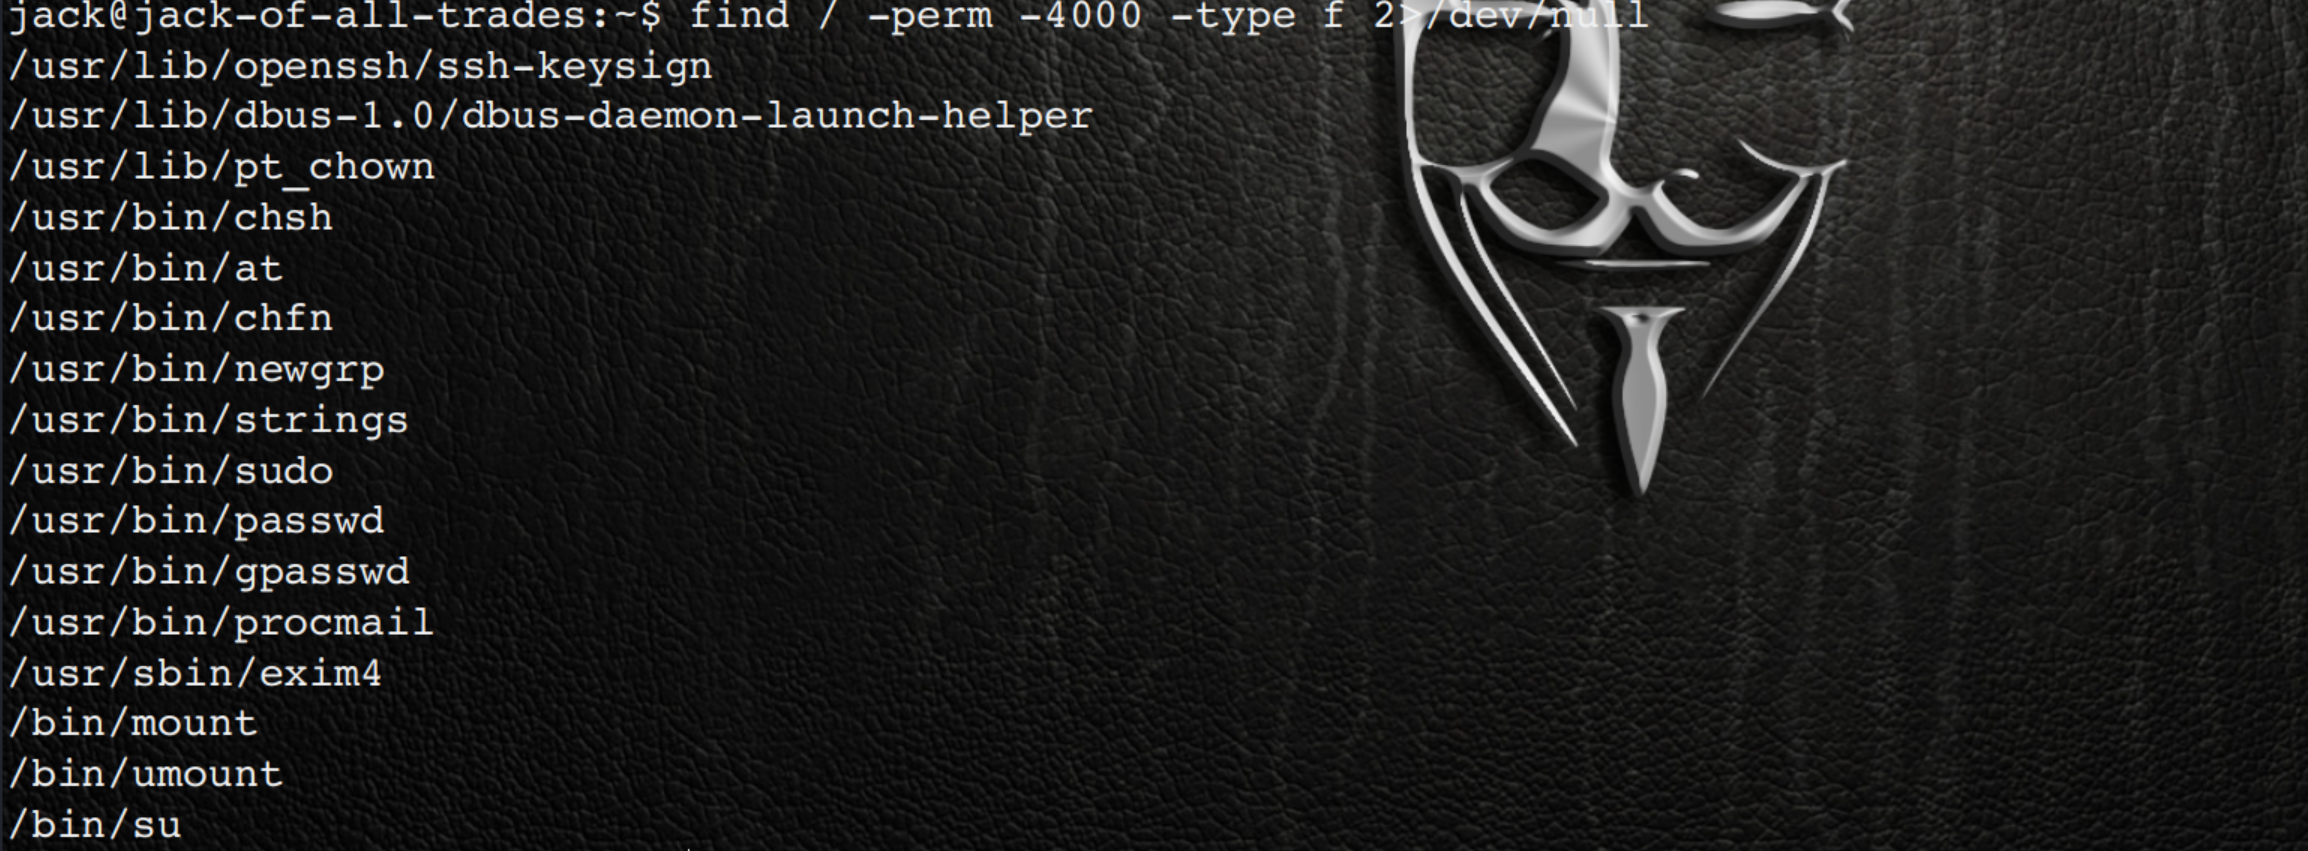 jack@jack-of-all-trades:~$ find / -perm -4000 -type f 2>/dev/null
/usr/lib/openssh/ssh-keysign
/usr/lib/dbus-1.0/dbus-daemon-launch-helper
/usr/lib/pt_chown
/usr/bin/chsh
/usr/bin/at
/usr/bin/chfn
/usr/bin/newgrp
/usr/bin/strings
/usr/bin/sudo
/usr/bin/passwd
/usr/bin/gpasswd
/usr/bin/procmail
/usr/sbin/exim4
/bin/mount
/bin/umount
/bin/su